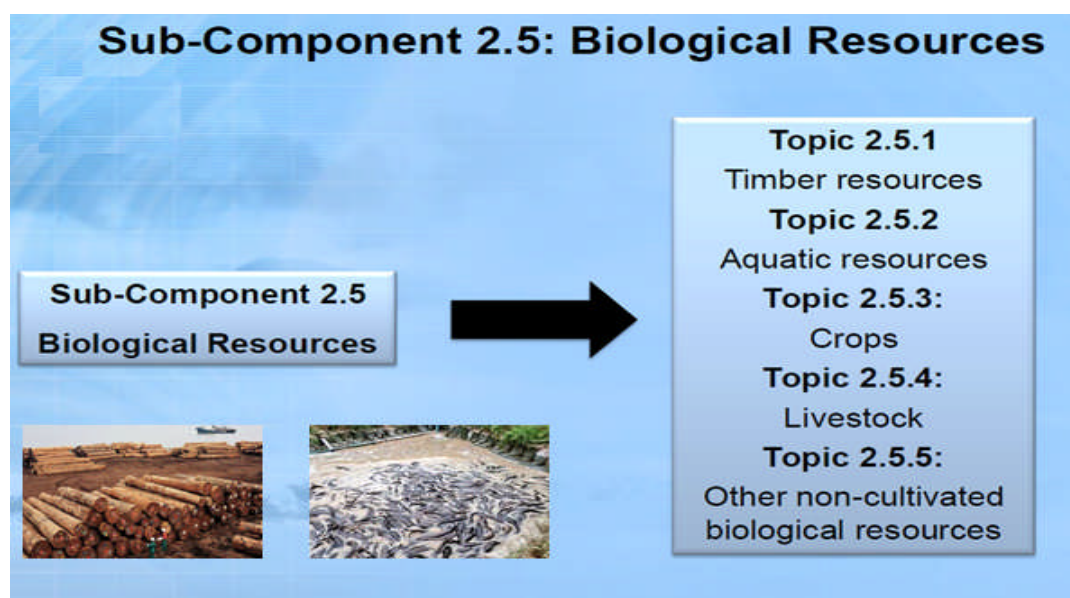 Sub-Component 2.5: Biological Resources
Sub-Component 2.5
Biological Resources
Topic 2.5.1
Timber resources
Topic 2.5.2
Aquatic resources
Topic 2.5.3:
Crops
Topic 2.5.4:
Livestock
Topic 2.5.5:
Other non-cultivated
biological resources